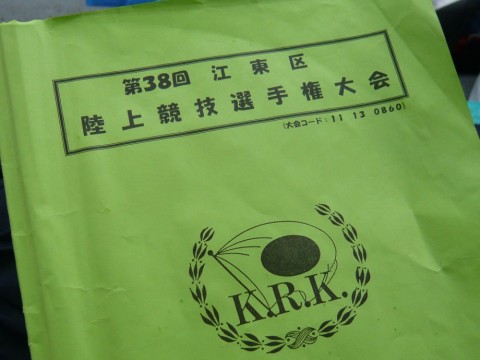 第38回 江東区
陸上競技選手権大会
(大会コード:11 13 0860)
K.R.K.